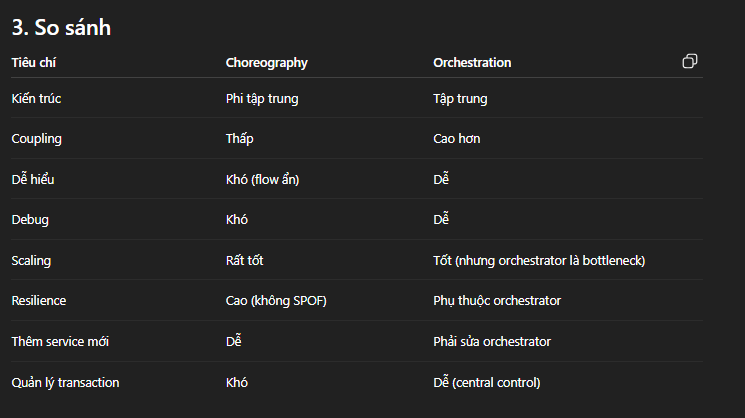 3. So sánh
Tiêu chí Choreography Orchestration
Kiến trúc Phi tập trung Tập trung
Coupling Thấp Cao hơn
Dễ hiểu Khó (flow ẩn) Dễ
Debug Khó Dễ
Scaling Rất tốt Tốt (nhưng orchestrator là bottleneck)
Resilience Cao (không SPOF) Phụ thuộc orchestrator
Thêm service mới Dễ Phải sửa orchestrator
Quản lý transaction Khó Dễ (central control)